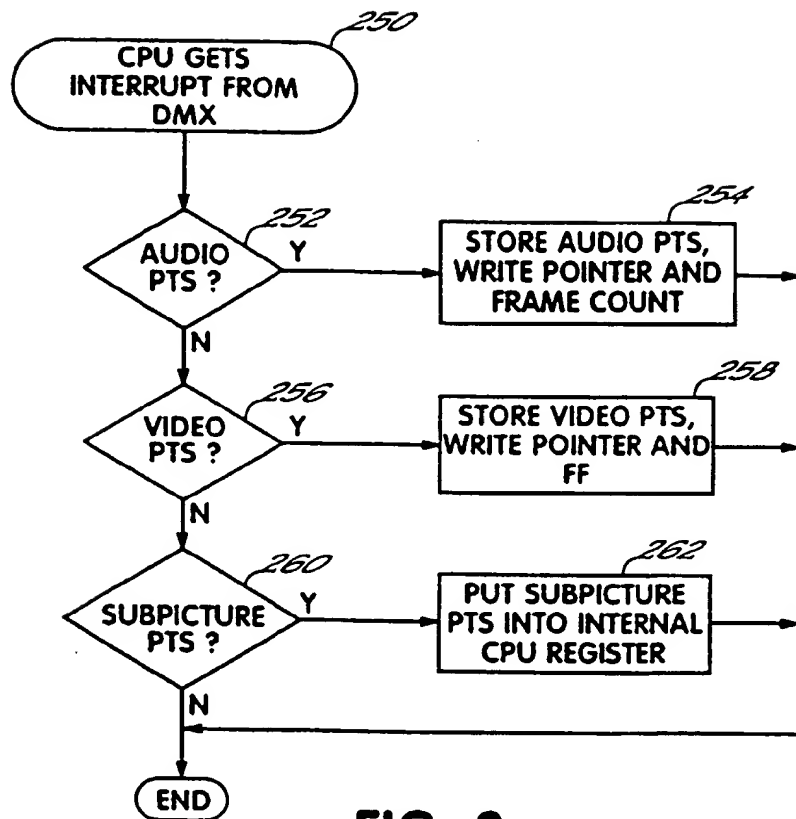 250
CPU GETS
INTERRUPT FROM
DMX
252
AUDIO
PTS ?
Y
N
254
STORE AUDIO PTS,
WRITE POINTER AND
FRAME COUNT
256
VIDEO
PTS ?
Y
N
258
STORE VIDEO PTS,
WRITE POINTER AND
FF
260
SUBPICTURE
PTS ?
Y
N
262
PUT SUBPICTURE
PTS INTO INTERNAL
CPU REGISTER
END